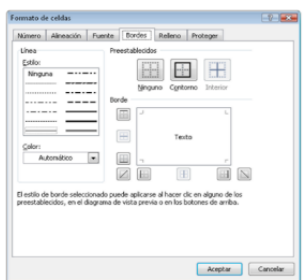 Formato de celdas
Número Alineación Fuente Bordes Relleno Proteger
Línea
Estilo:
Ninguna
Color:
Automático
Preestablecidos
Ninguno Contorno Interior
Borde
Texto
El estilo de borde seleccionado puede aplicarse al hacer clic en alguno de los
preestablecidos, en el diagrama de vista previa o en los botones de arriba.
Aceptar Cancelar